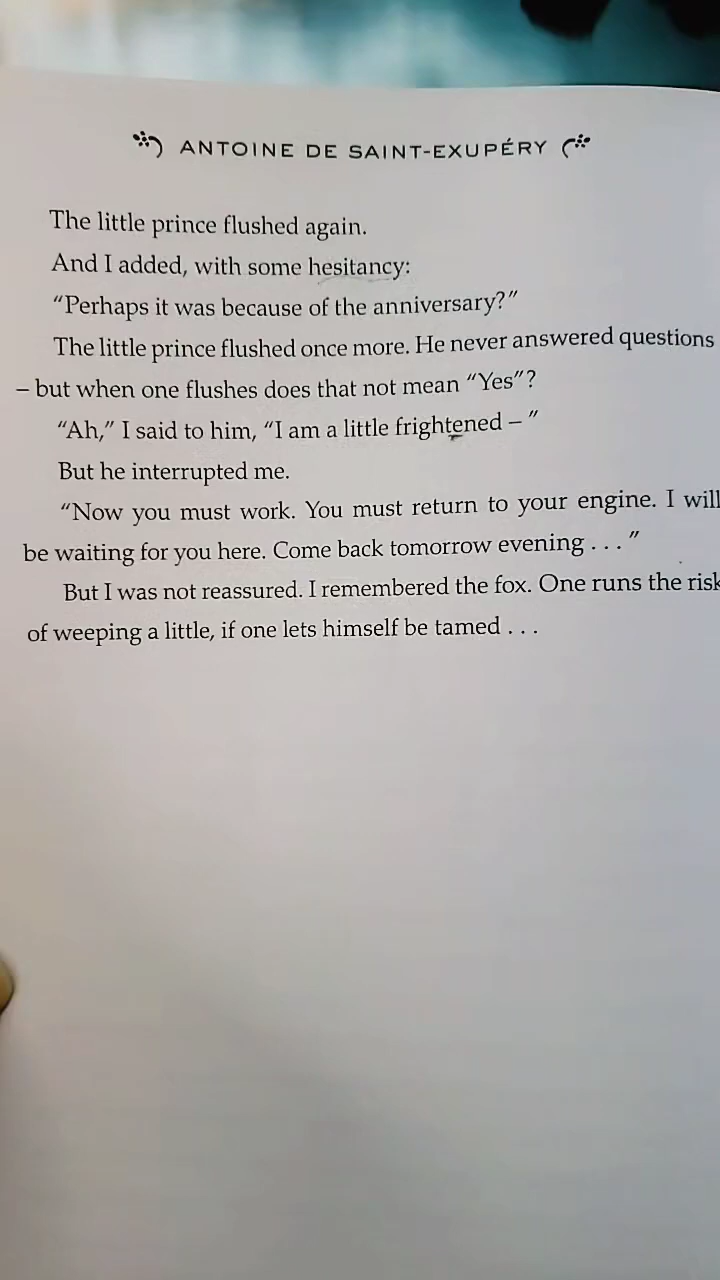 ANTOINE DE SAINT-EXUPÉRY
The little prince flushed again.
And I added, with some hesitancy:
“Perhaps it was because of the anniversary?”
The little prince flushed once more. He never answered questions
– but when one flushes does that not mean “Yes”?
“Ah,” I said to him, “I am a little frightened – ”
But he interrupted me.
“Now you must work. You must return to your engine. I will
be waiting for you here. Come back tomorrow evening . . . ”
But I was not reassured. I remembered the fox. One runs the risk
of weeping a little, if one lets himself be tamed . . .